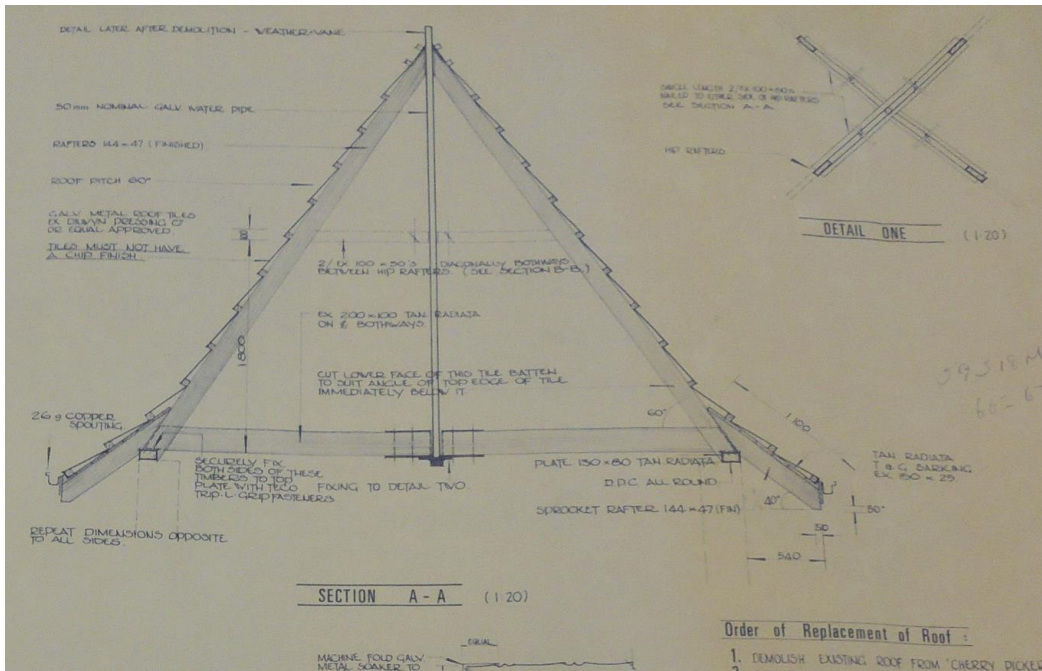 DETAIL LATER AFTER DEMOLITION - WEATHER VANE
50 mm NOMINAL GALV WATER PIPE
RAFTERS 144 × 47 (FINISHED)
ROOF PITCH 60°
GALV METAL ROOF TILES
OR EQUAL APPROVED.
TILES MUST NOT HAVE
A CHIP FINISH.
2/ EX 100 × 50'S DIAGONALLY BOTHWAYS
BETWEEN HIP RAFTERS. (SEE SECTION B-B.)
EX 200 × 100 TAN RADIATA
ON ℄ BOTHWAYS.
1800
CUT LOWER FACE OF THIS TILE BATTEN
TO SUIT ANGLE OF TOP EDGE OF TILE
IMMEDIATELY BELOW IT
26 g COPPER
SPOUTING
60°
1100
SECURELY FIX
BOTH SIDES OF THESE
TIMBERS TO TOP
PLATE WITH TECO
TRIP-L-GRIP FASTENERS.
FIXING TO DETAIL TWO.
PLATE 150 × 80 TAN RADIATA
D.P.C. ALL ROUND.
SPROCKET RAFTER 144 × 47 (FIN)
40°
TAN RADIATA
EX 150 × 25
50
540
REPEAT DIMENSIONS OPPOSITE
TO ALL SIDES.
SECTION A-A (1:20)
SEE SECTION A-A
HIP RAFTERS
DETAIL ONE (1:20)
EQUAL
MACHINE FOLD GALV
METAL SOAKER TO
Order of Replacement of Roof :
1. DEMOLISH EXISTING ROOF FROM 'CHERRY PICKER